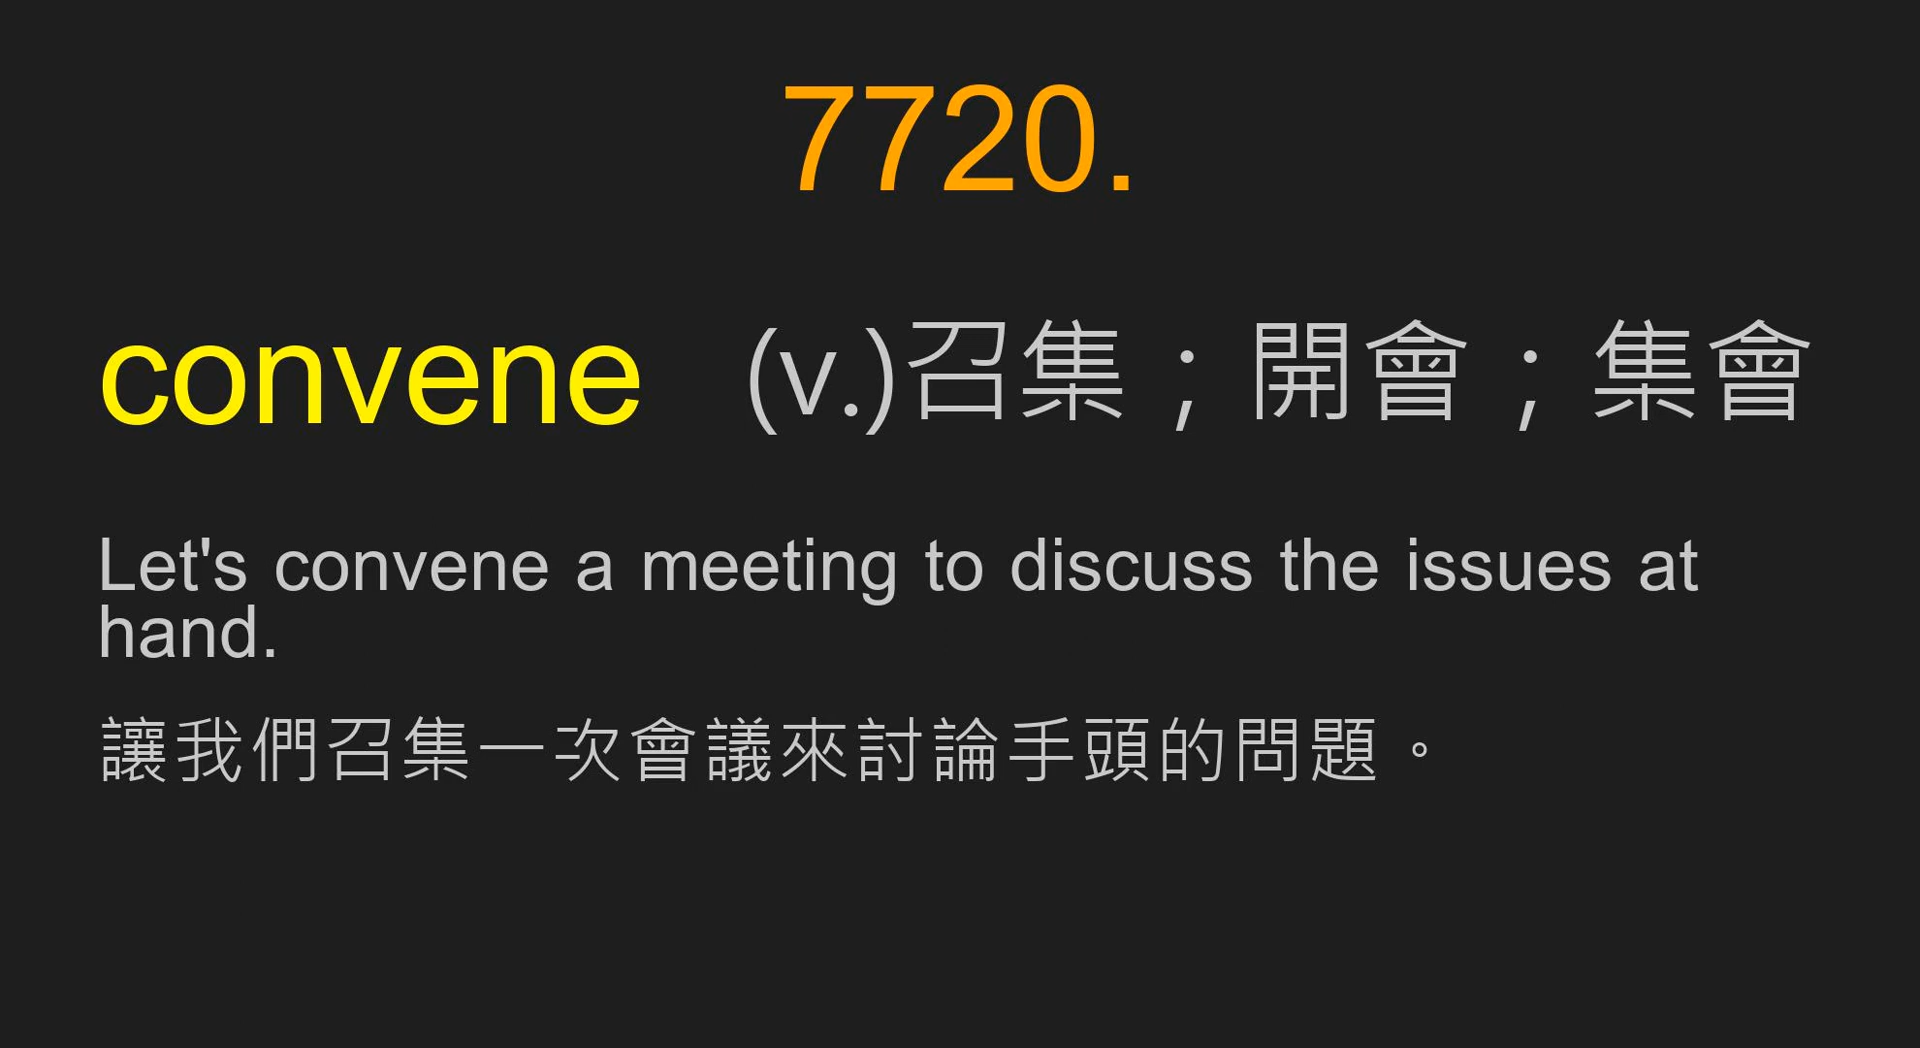 7720.
convene (v.)召集；開會；集會
Let's convene a meeting to discuss the issues at
hand.
讓我們召集一次會議來討論手頭的問題。